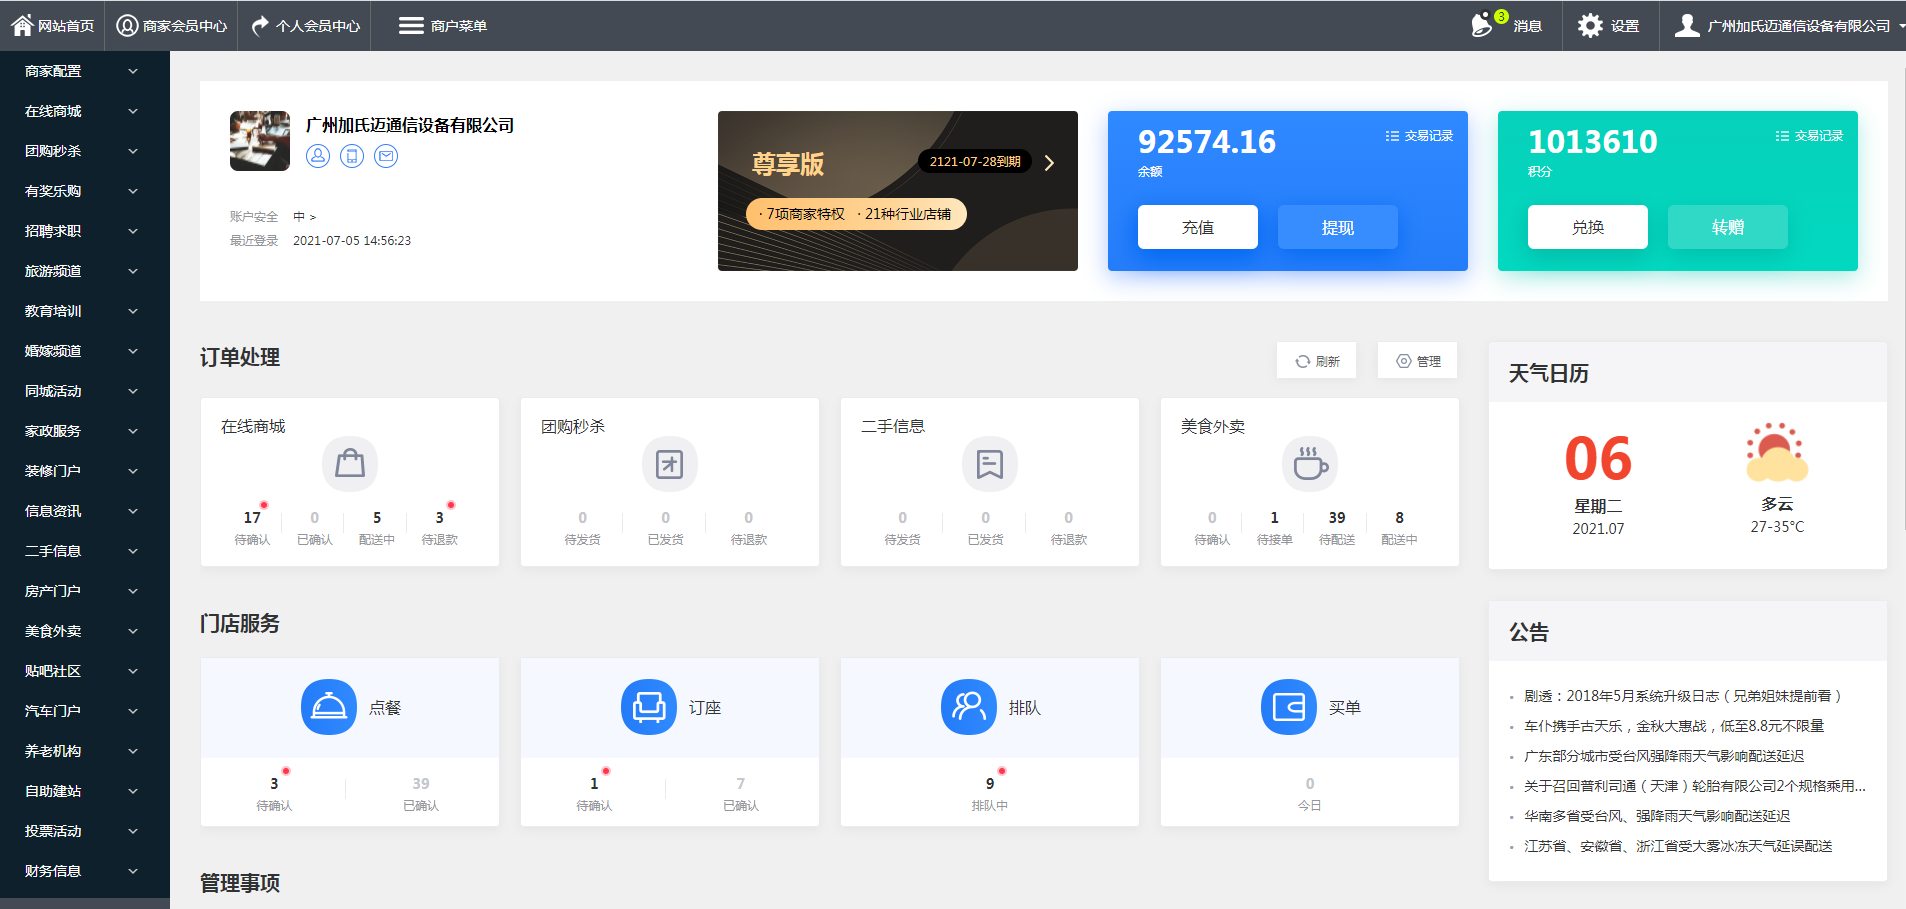 网站首页 商家会员中心 个人会员中心 商户菜单 3 消息 设置 广州加氏迈通信设备有限公司
商家配置
在线商城
团购秒杀
有奖乐购
招聘求职
旅游频道
教育培训
婚嫁频道
同城活动
家政服务
装修门户
信息资讯
二手信息
房产门户
美食外卖
贴吧社区
汽车门户
养老机构
自助建站
投票活动
财务信息
广州加氏迈通信设备有限公司
账户安全 中 >
最近登录 2021-07-05 14:56:23
尊享版 2121-07-28到期
· 7项商家特权 · 21种行业店铺
92574.16 交易记录
余额
充值 提现
1013610 交易记录
积分
兑换 转赠
订单处理 刷新 管理
在线商城
17 0 5 3
待确认 已确认 配送中 待退款
团购秒杀
0 0 0
待发货 已发货 待退款
二手信息
0 0 0
待发货 已发货 待退款
美食外卖
0 1 39 8
待确认 待接单 待配送 配送中
门店服务
点餐
3 39
待确认 已确认
订座
1 7
待确认 已确认
排队
9
排队中
买单
0
今日
管理事项
天气日历
06
星期二
2021.07
多云
27-35°C
公告
剧透：2018年5月系统升级日志（兄弟姐妹提前看）
车仆携手古天乐，金秋大惠战，低至8.8元不限量
广东部分城市受台风强降雨天气影响配送延迟
关于召回普利司通（天津）轮胎有限公司2个规格乘用...
华南多省受台风、强降雨天气影响配送延迟
江苏省、安徽省、浙江省受大雾冰冻天气延误配送